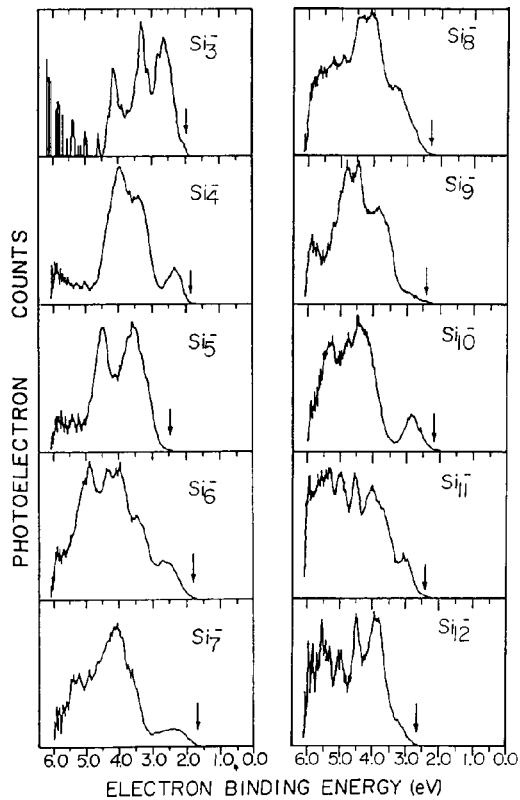 Si3-
Si8-
Si4-
Si9-
Si5-
Si10-
Si6-
Si11-
Si7-
Si12-
PHOTOELECTRON COUNTS
6.0 5.0 4.0 3.0 2.0 1.0 0.0
6.0 5.0 4.0 3.0 2.0 1.0 0.0
ELECTRON BINDING ENERGY (eV)